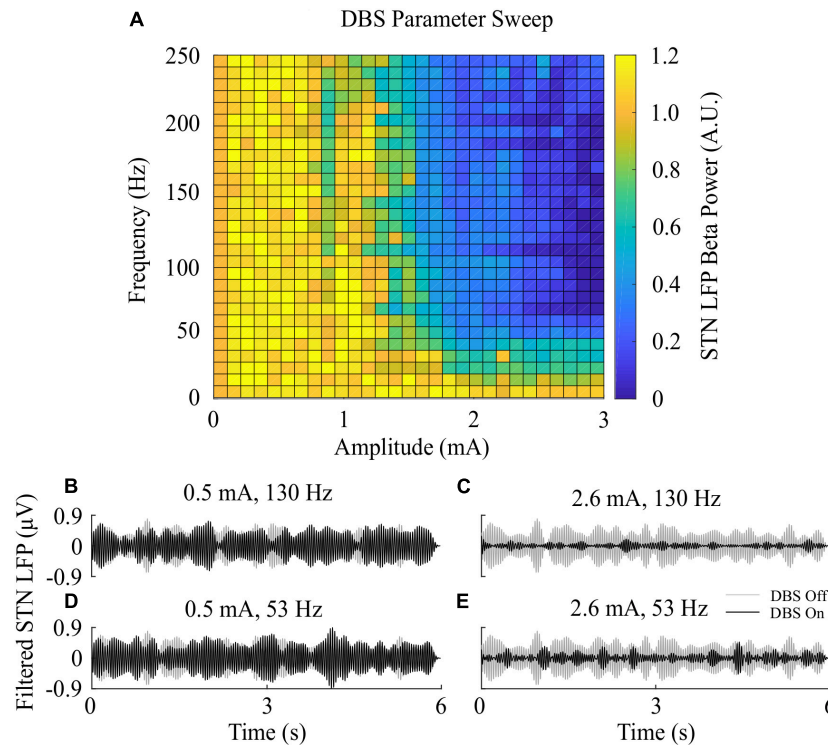 A
DBS Parameter Sweep
250
200
150
100
50
0
Frequency (Hz)
0
1
2
3
Amplitude (mA)
1.2
1.0
0.8
0.6
0.4
0.2
0
STN LFP Beta Power (A.U.)
B
0.5 mA, 130 Hz
0.9
0
-0.9
C
2.6 mA, 130 Hz
D
0.5 mA, 53 Hz
0.9
0
-0.9
Filtered STN LFP (µV)
0
3
6
Time (s)
E
2.6 mA, 53 Hz
DBS Off
DBS On
0
3
6
Time (s)